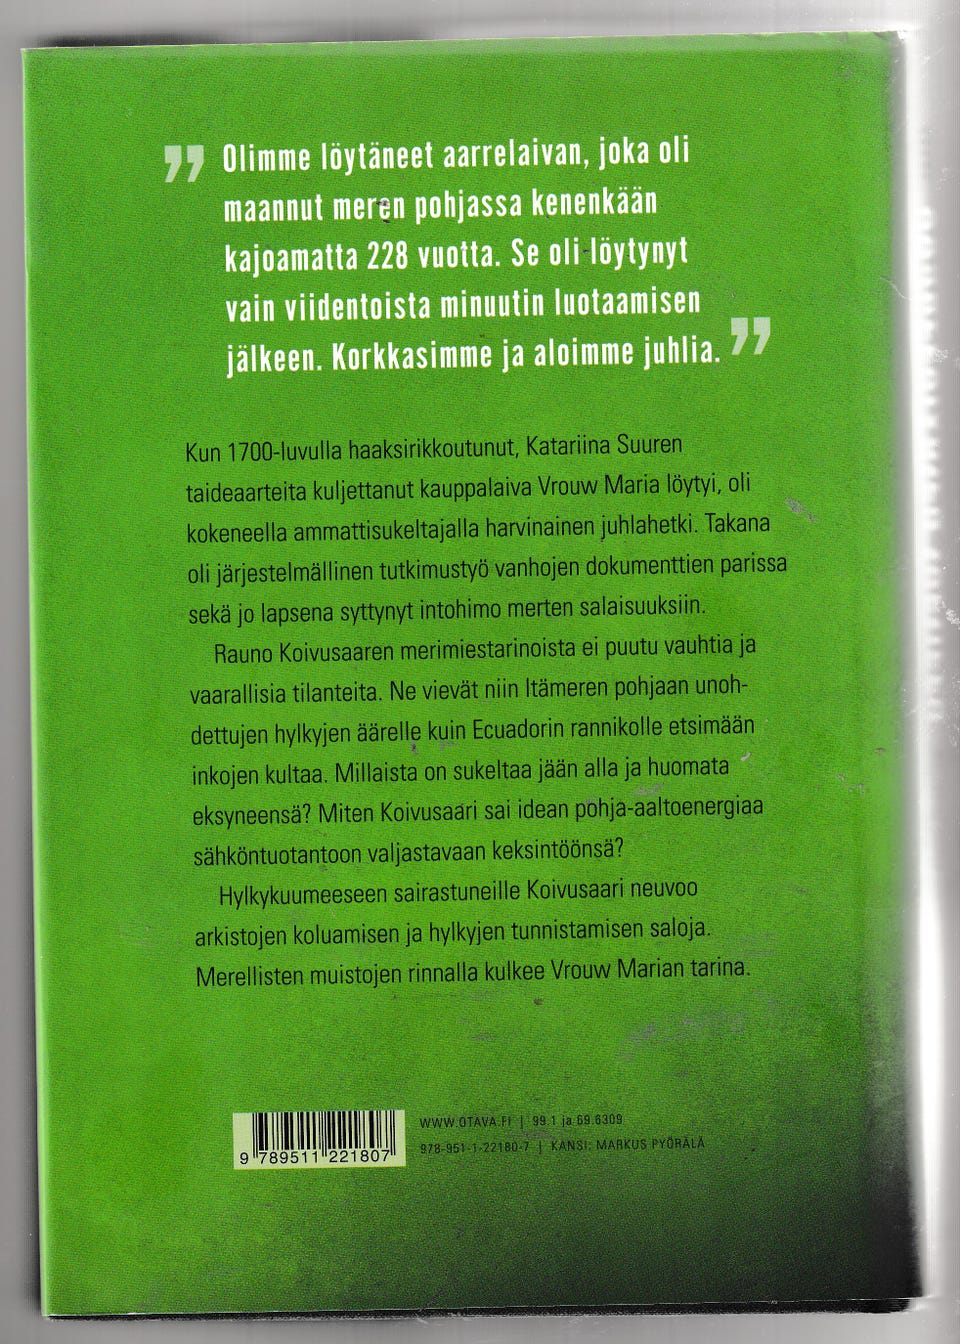 ” Olimme löytäneet aarrelaivan, joka oli
maannut meren pohjassa kenenkään
kajoamatta 228 vuotta. Se oli löytynyt
vain viidentoista minuutin luotaamisen
jälkeen. Korkkasimme ja aloimme juhlia. ”
Kun 1700-luvulla haaksirikkoutunut, Katariina Suuren
taideaarteita kuljettanut kauppalaiva Vrouw Maria löytyi, oli
kokeneella ammattisukeltajalla harvinainen juhlahetki. Takana
oli järjestelmällinen tutkimustyö vanhojen dokumenttien parissa
sekä jo lapsena syttynyt intohimo merten salaisuuksiin.
Rauno Koivusaaren merimiestarinoista ei puutu vauhtia ja
vaarallisia tilanteita. Ne vievät niin Itämeren pohjaan unoh-
dettujen hylkyjen äärelle kuin Ecuadorin rannikolle etsimään
inkojen kultaa. Millaista on sukeltaa jään alla ja huomata
eksyneensä? Miten Koivusaari sai idean pohja-aaltoenergiaa
sähköntuotantoon valjastavaan keksintöönsä?
Hylkykuumeeseen sairastuneille Koivusaari neuvoo
arkistojen koluamisen ja hylkyjen tunnistamisen saloja.
Merellisten muistojen rinnalla kulkee Vrouw Marian tarina.
WWW.OTAVA.FI | 99.1 ja 69.6309
978-951-1-22180-7 | KANSI: MARKUS PYÖRÄLÄ
9 789511 221807